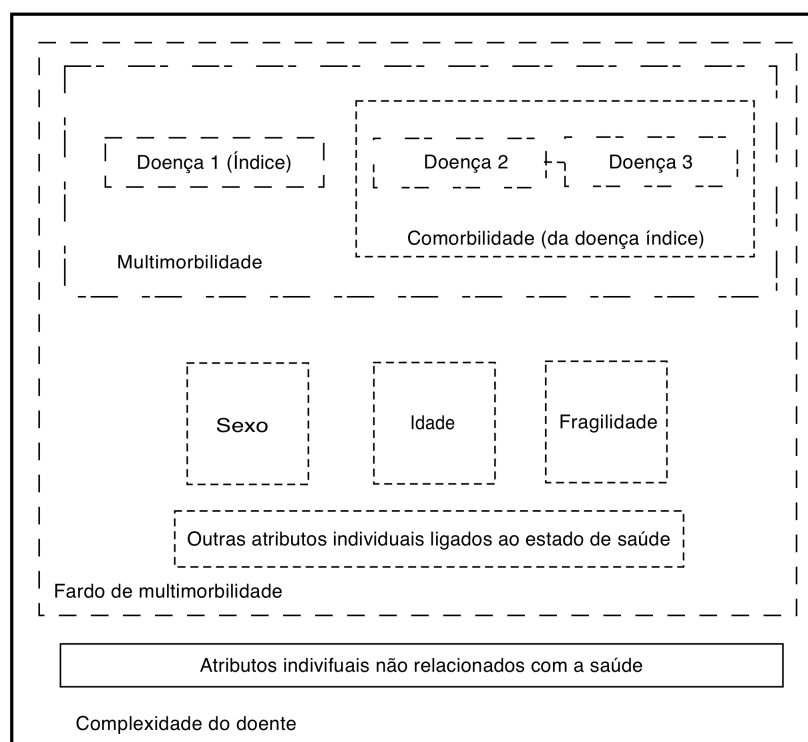 Doença 1 (Índice)
Doença 2
Doença 3
Comorbilidade (da doença índice)
Multimorbilidade
Sexo
Idade
Fragilidade
Outras atributos individuais ligados ao estado de saúde
Fardo de multimorbilidade
Atributos indivifuais não relacionados com a saúde
Complexidade do doente